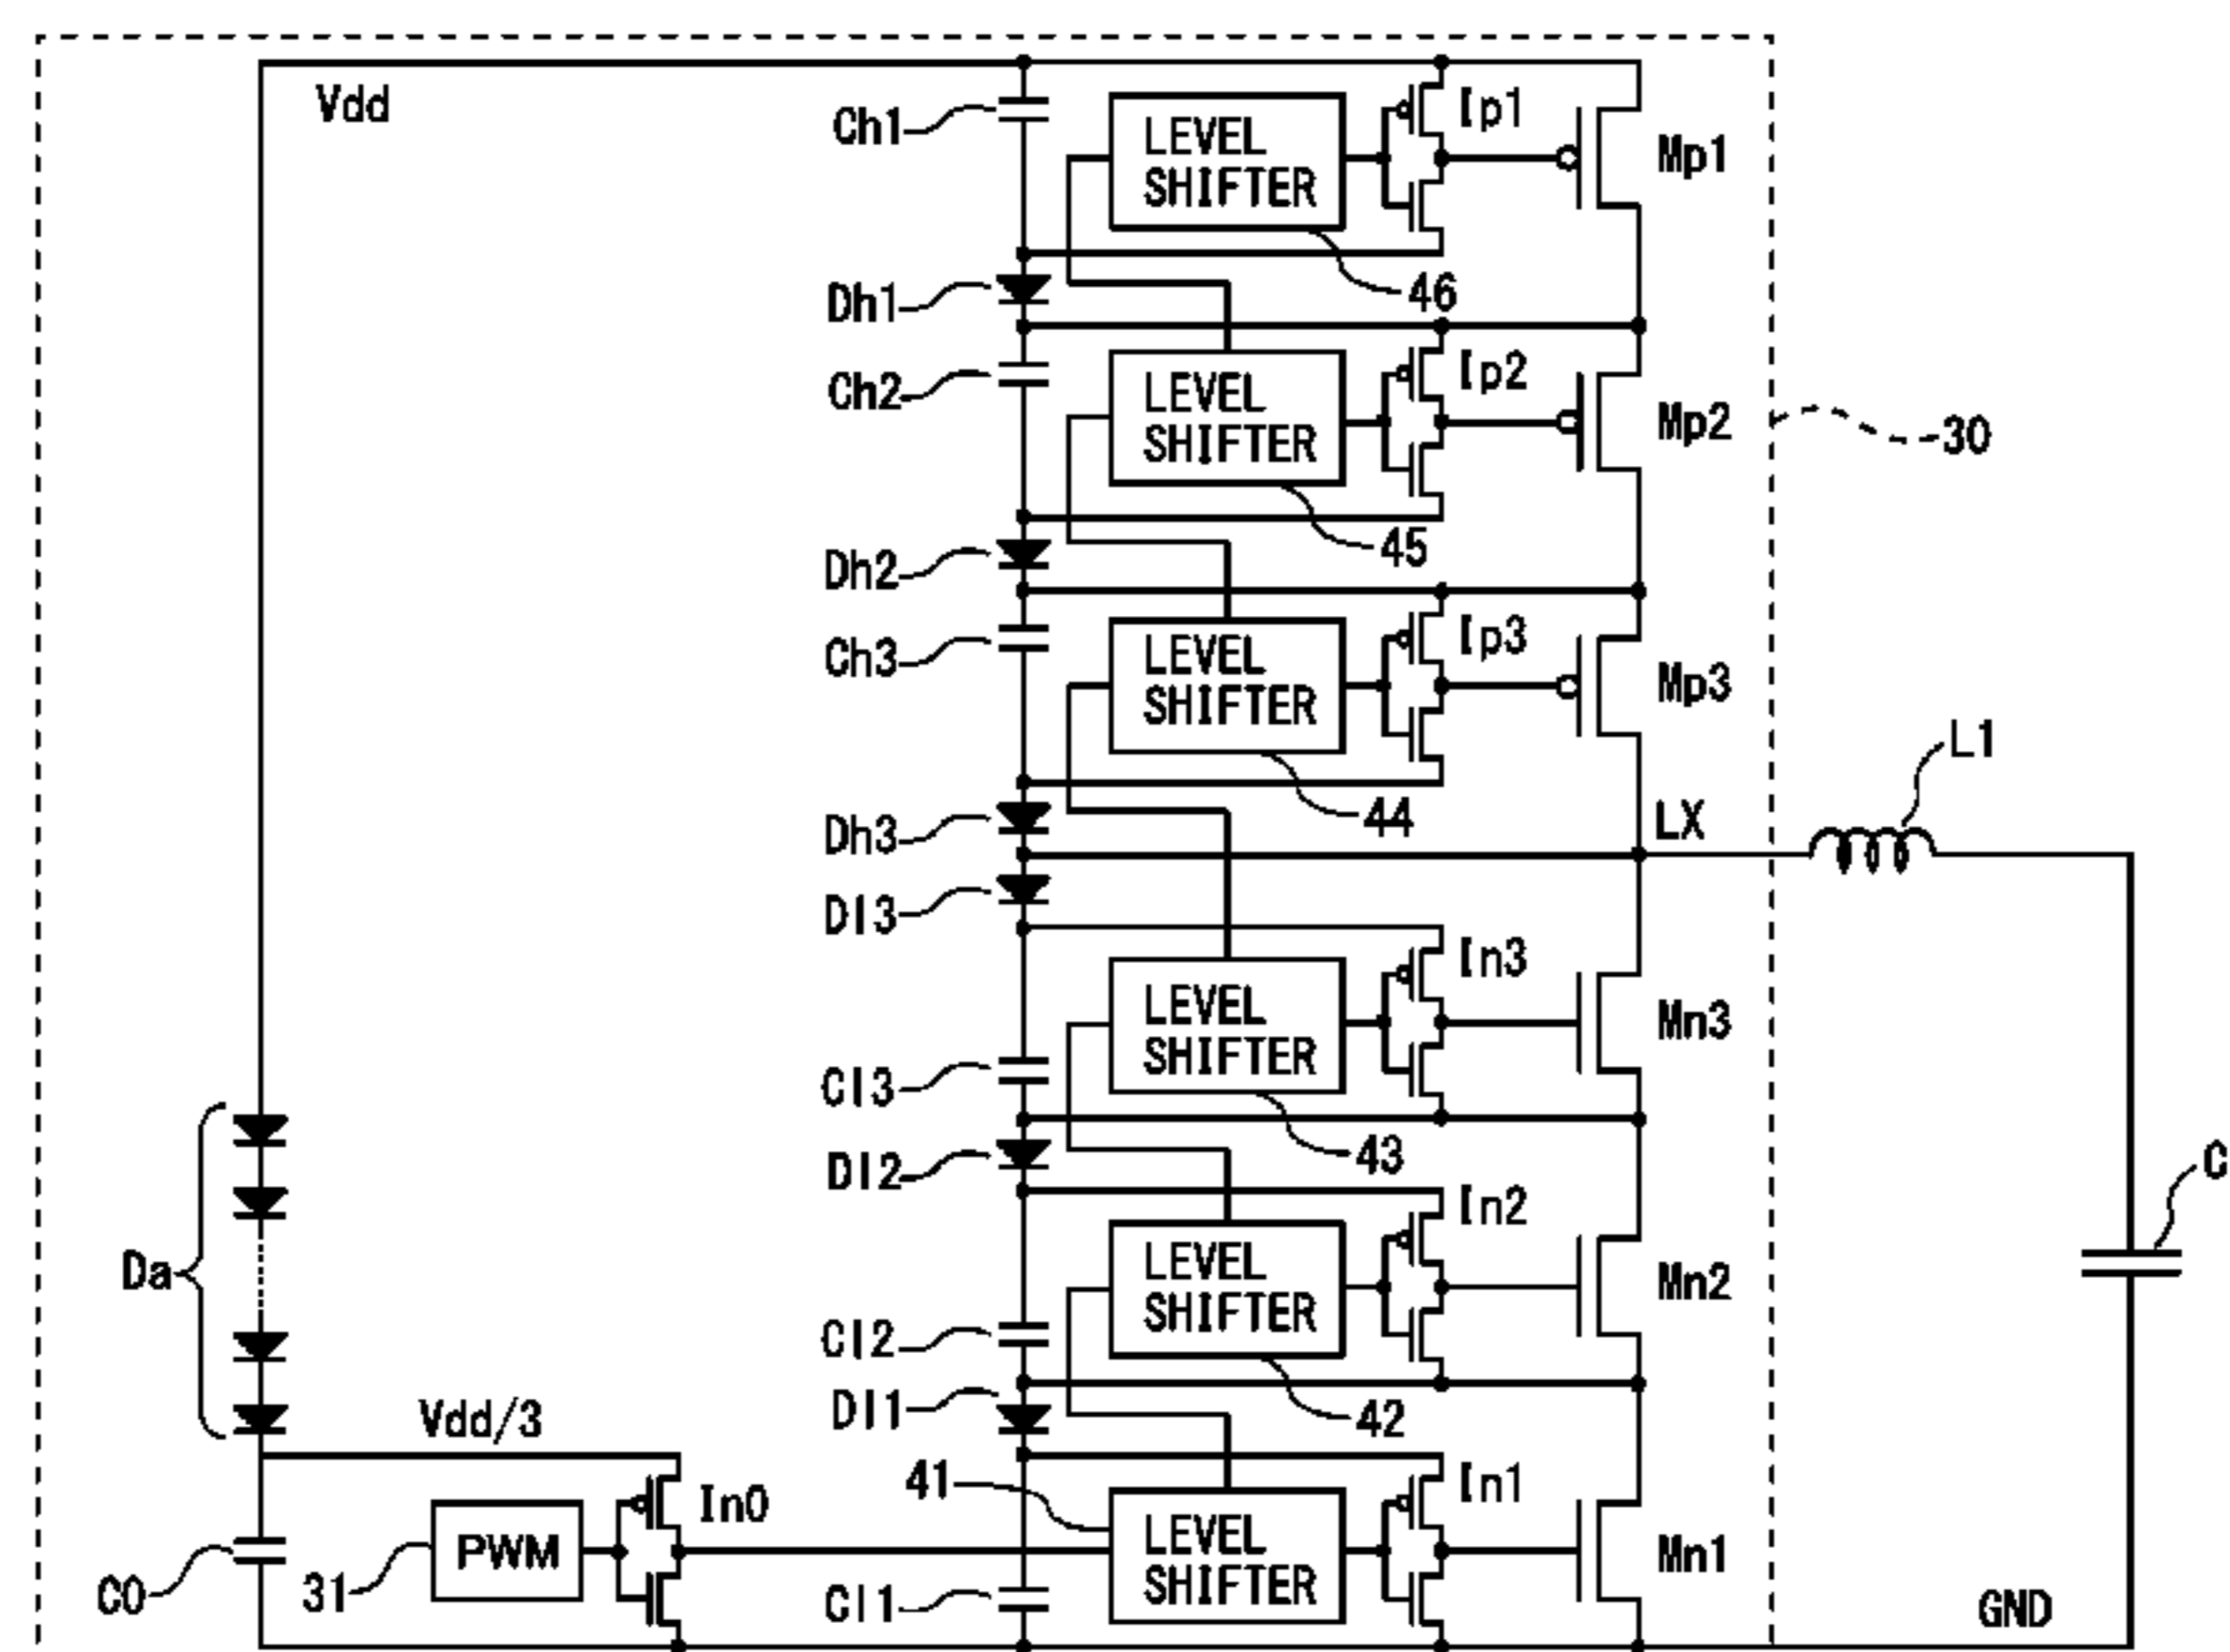 Vdd
Ch1
LEVEL
SHIFTER
Ip1
Mp1
46
Dh1
Ch2
LEVEL
SHIFTER
Ip2
Mp2
30
45
Dh2
Ch3
LEVEL
SHIFTER
Ip3
Mp3
L1
44
Dh3
LX
Dl3
LEVEL
SHIFTER
In3
Mn3
Cl3
43
Dl2
C
Da
LEVEL
SHIFTER
In2
Mn2
Cl2
42
Dl1
Vdd/3
41
In0
PWM
31
C0
LEVEL
SHIFTER
In1
Mn1
Cl1
GND